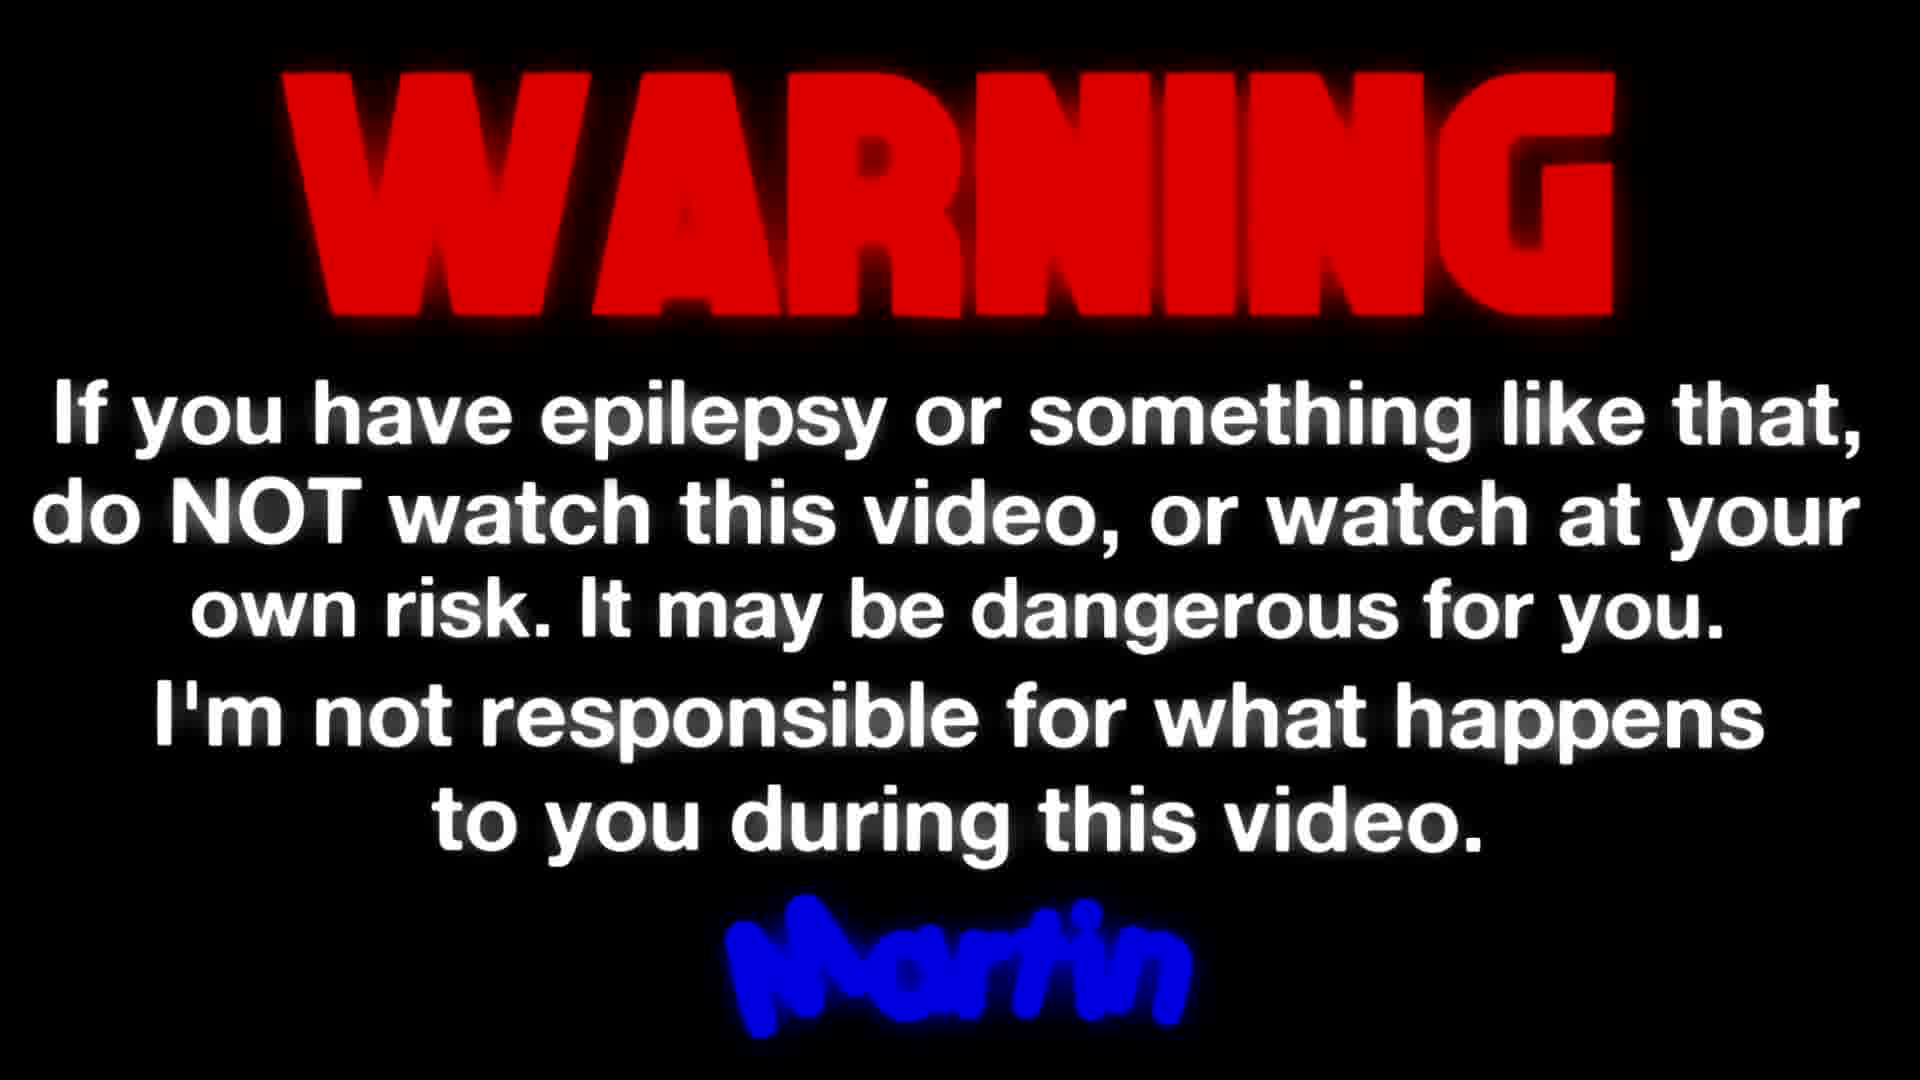 WARNING
If you have epilepsy or something like that,
do NOT watch this video, or watch at your
own risk. It may be dangerous for you.
I'm not responsible for what happens
to you during this video.
Martin